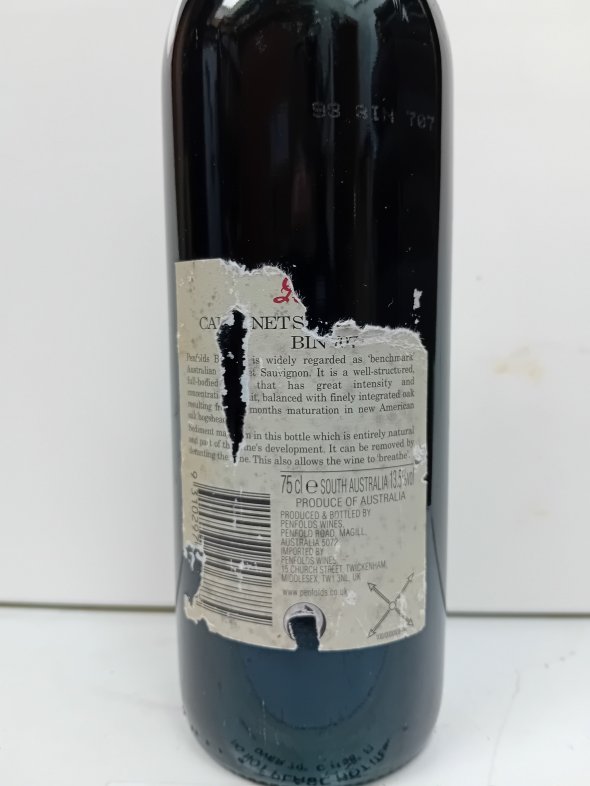 98 BIN 707
CA NETS
BIN 707
Penfolds B is widely regarded as 'benchmark'
Australian t Sauvignon. It is a well-structured,
full-bodied that has great intensity and
concentrati it, balanced with finely integrated oak
resulting fr months maturation in new American
oak hogshea
Sediment ma n in this bottle which is entirely natural
and pa t of th ne's development. It can be removed by
decanting the ne. This also allows the wine to 'breathe'.
75 cl e SOUTH AUSTRALIA 13.5%vol
PRODUCE OF AUSTRALIA
PRODUCED & BOTTLED BY
PENFOLDS WINES,
PENFOLD ROAD, MAGILL,
AUSTRALIA 5072
IMPORTED BY
PENFOLDS WINES,
15 CHURCH STREET, TWICKENHAM,
MIDDLESEX, TW1 3NL, UK
www.penfolds.co.uk